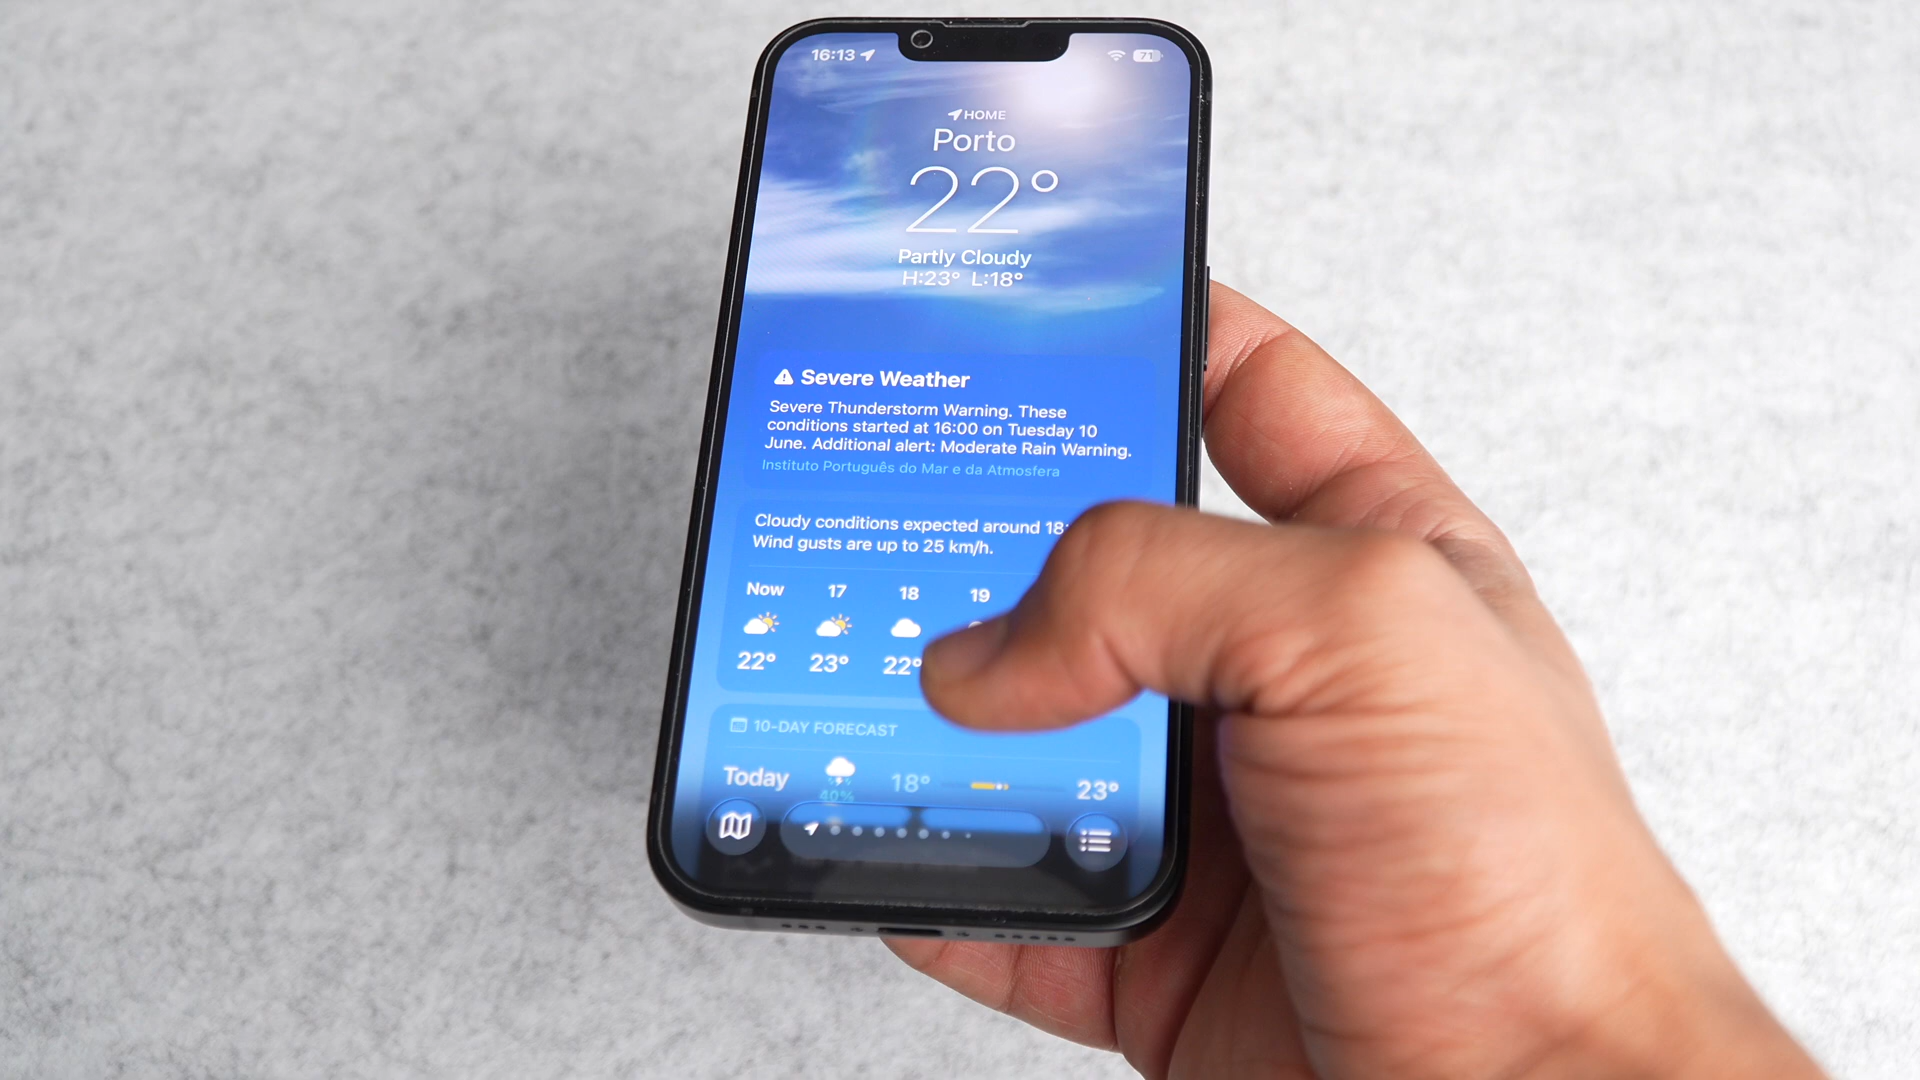 16:13
71
HOME
Porto
22°
Partly Cloudy
H:23° L:18°
Severe Weather
Severe Thunderstorm Warning. These
conditions started at 16:00 on Tuesday 10
June. Additional alert: Moderate Rain Warning.
Instituto Português do Mar e da Atmosfera
Cloudy conditions expected around 18:
Wind gusts are up to 25 km/h.
Now 17 18 19
22° 23° 22°
10-DAY FORECAST
Today 18° 23°
40%